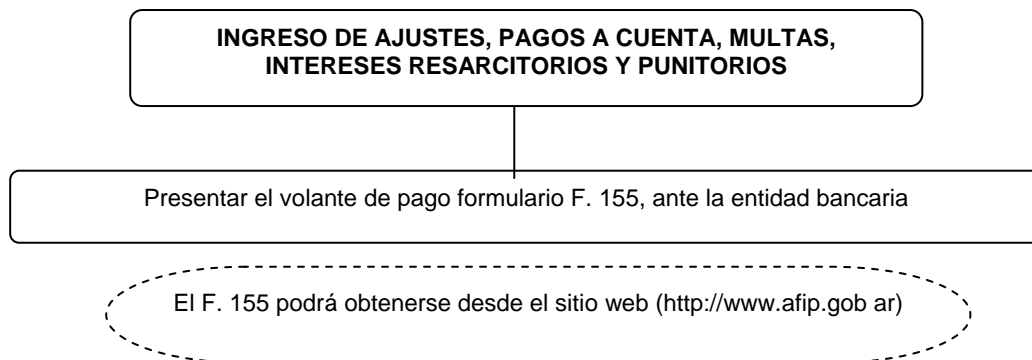 INGRESO DE AJUSTES, PAGOS A CUENTA, MULTAS,
INTERESES RESARCITORIOS Y PUNITORIOS
Presentar el volante de pago formulario F. 155, ante la entidad bancaria
El F. 155 podrá obtenerse desde el sitio web (http://www.afip.gob ar)